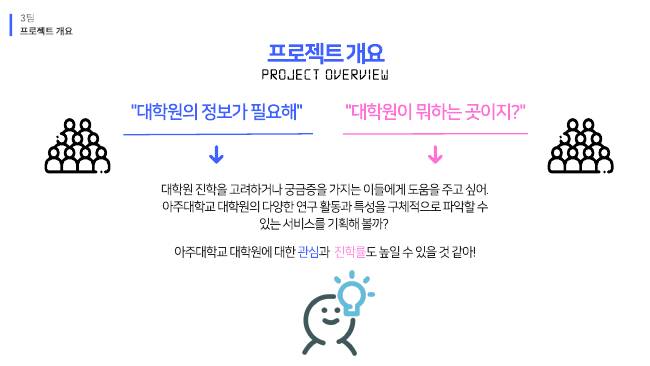 3팀
프로젝트 개요
프로젝트 개요
PROJECT OVERVIEW
"대학원의 정보가 필요해"
"대학원이 뭐하는 곳이지?"
대학원 진학을 고려하거나 궁금증을 가지는 이들에게 도움을 주고 싶어.
아주대학교 대학원의 다양한 연구 활동과 특성을 구체적으로 파악할 수
있는 서비스를 기획해 볼까?
아주대학교 대학원에 대한 관심과 진학률도 높일 수 있을 것 같아!